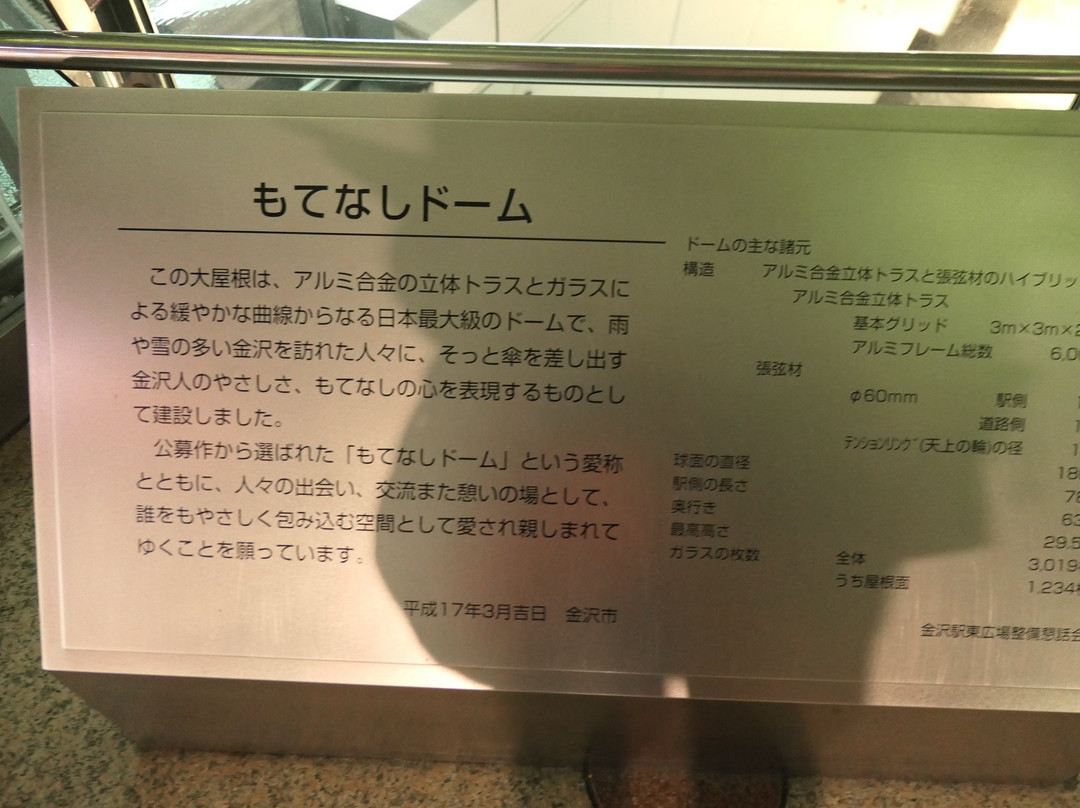 もてなしドーム
この大屋根は、アルミ合金の立体トラスとガラスに
よる緩やかな曲線からなる日本最大級のドームで、雨
や雪の多い金沢を訪れた人々に、そっと傘を差し出す
金沢人のやさしさ、もてなしの心を表現するものとし
て建設しました。
公募作から選ばれた「もてなしドーム」という愛称
とともに、人々の出会い、交流また憩いの場として、
誰をもやさしく包み込む空間として愛され親しまれて
ゆくことを願っています。
平成17年3月吉日 金沢市
ドームの主な諸元
構造 アルミ合金立体トラスと張弦材のハイブリッ
アルミ合金立体トラス
基本グリッド 3m×3m×
アルミフレーム総数 6,0
張弦材
φ60mm 駅側
道路側
テンションリング(天上の輪)の径
球面の直径 18
駅側の長さ 7
奥行き 6
最高高さ 29.5
ガラスの枚数 全体 3,019
うち屋根面 1,234
金沢駅東広場整備懇話会